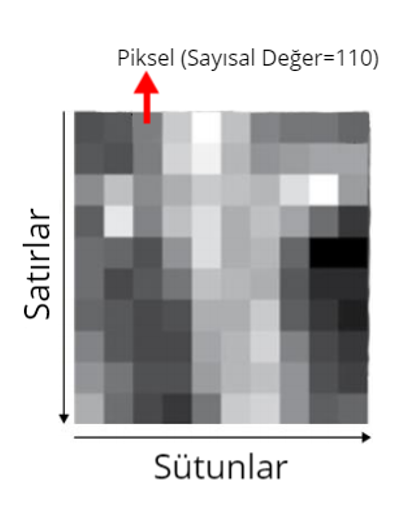 Piksel (Sayısal Değer=110)
Satırlar
Sütunlar